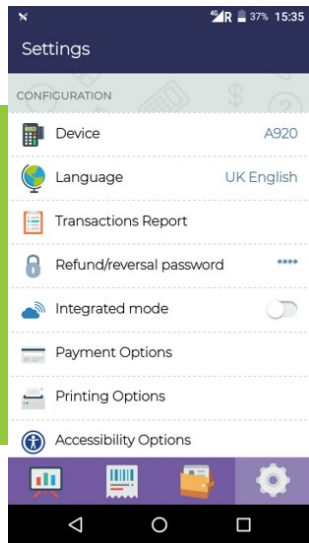 4G R 37% 15:35
Settings
CONFIGURATION
Device A920
Language UK English
Transactions Report
Refund/reversal password ****
Integrated mode
Payment Options
Printing Options
Accessibility Options